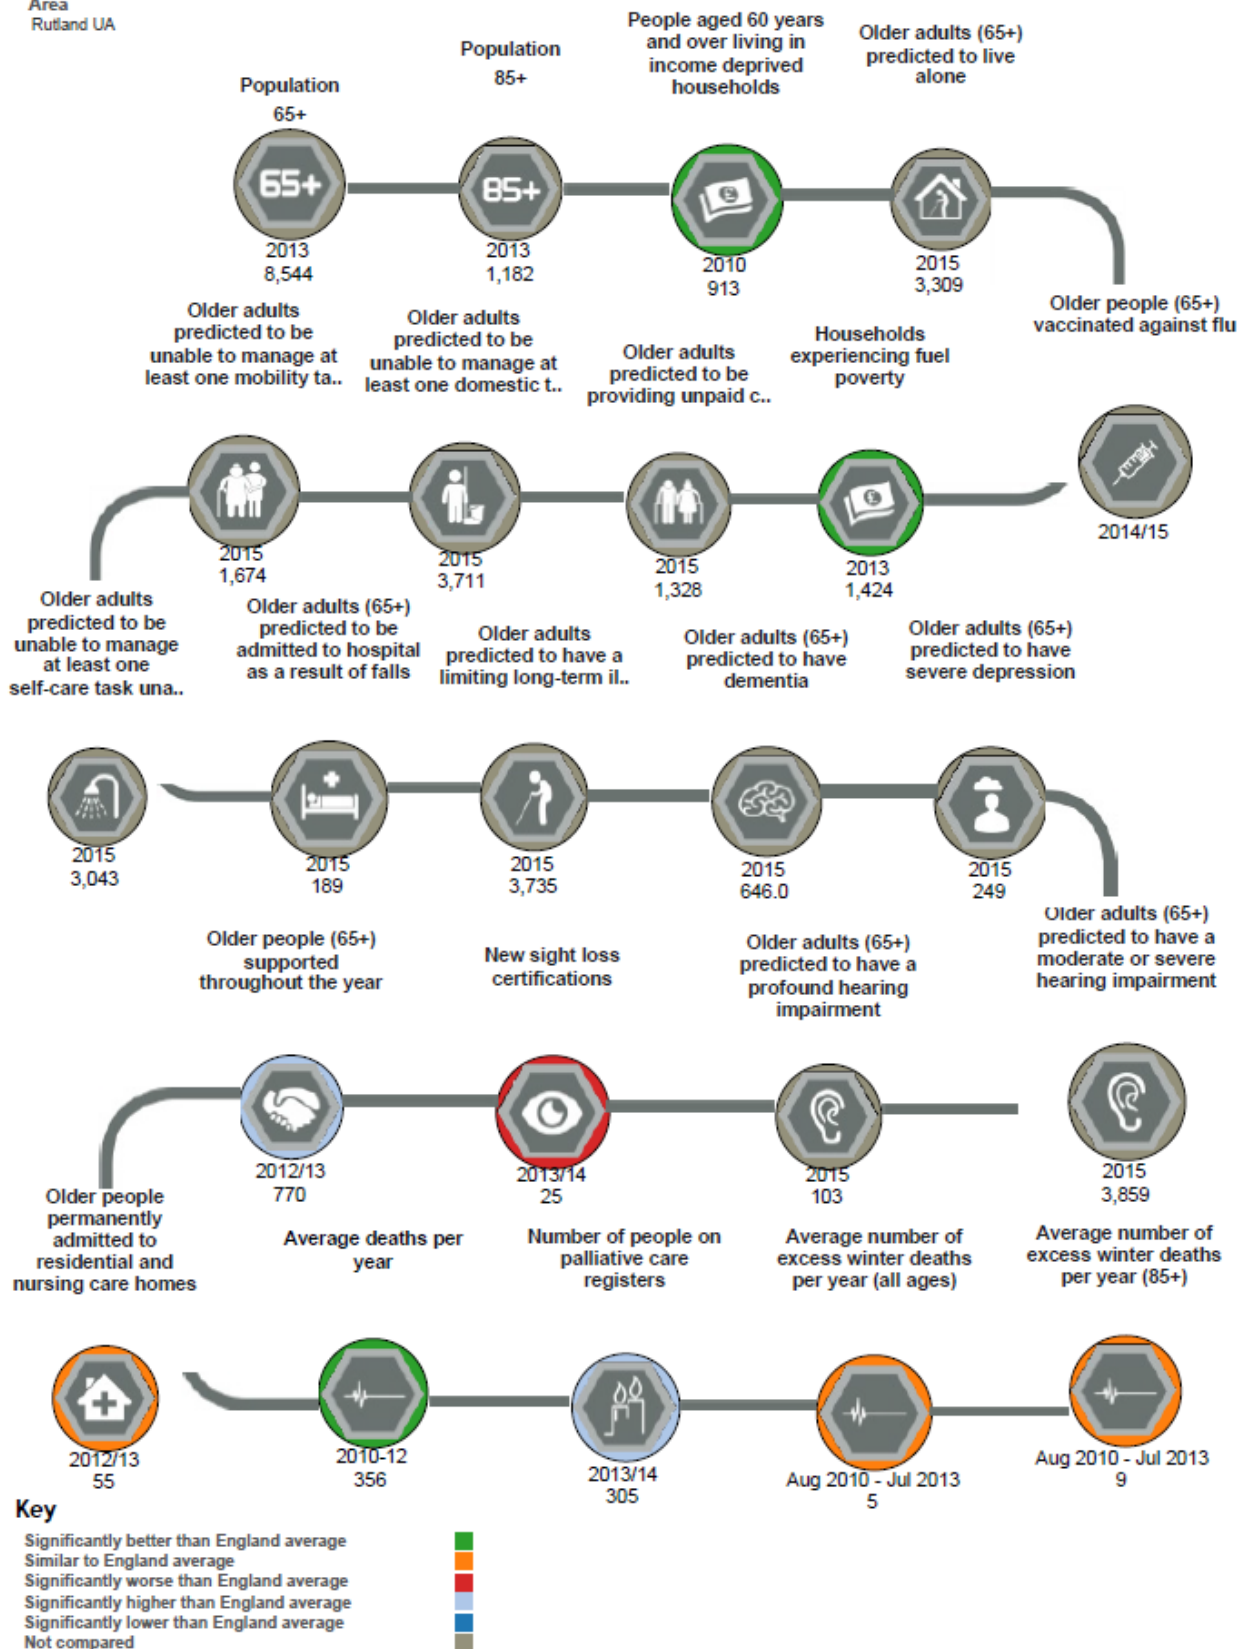 Area
Rutland UA
Population
65+
Population
85+
People aged 60 years
and over living in
income deprived
households
Older adults (65+)
predicted to live
alone
65+
85+
£
2013
8,544
2013
1,182
2010
913
2015
3,309
Older people (65+)
vaccinated against flu
Older adults
predicted to be
unable to manage at
least one mobility ta..
Older adults
predicted to be
unable to manage at
least one domestic t..
Older adults
predicted to be
providing unpaid c..
Households
experiencing fuel
poverty
£
2015
1,674
2015
3,711
2015
1,328
2013
1,424
2014/15
Older adults
predicted to be
unable to manage
at least one
self-care task una..
Older adults (65+)
predicted to be
admitted to hospital
as a result of falls
Older adults
predicted to have a
limiting long-term il..
Older adults (65+)
predicted to have
dementia
Older adults (65+)
predicted to have
severe depression
2015
3,043
2015
189
2015
3,735
2015
646.0
2015
249
Older adults (65+)
predicted to have a
moderate or severe
hearing impairment
Older people (65+)
supported
throughout the year
New sight loss
certifications
Older adults (65+)
predicted to have a
profound hearing
impairment
2012/13
770
2013/14
25
2015
103
2015
3,859
Older people
permanently
admitted to
residential and
nursing care homes
Average deaths per
year
Number of people on
palliative care
registers
Average number of
excess winter deaths
per year (all ages)
Average number of
excess winter deaths
per year (85+)
2012/13
55
2010-12
356
2013/14
305
Aug 2010 - Jul 2013
5
Aug 2010 - Jul 2013
9
Key
Significantly better than England average
Similar to England average
Significantly worse than England average
Significantly higher than England average
Significantly lower than England average
Not compared